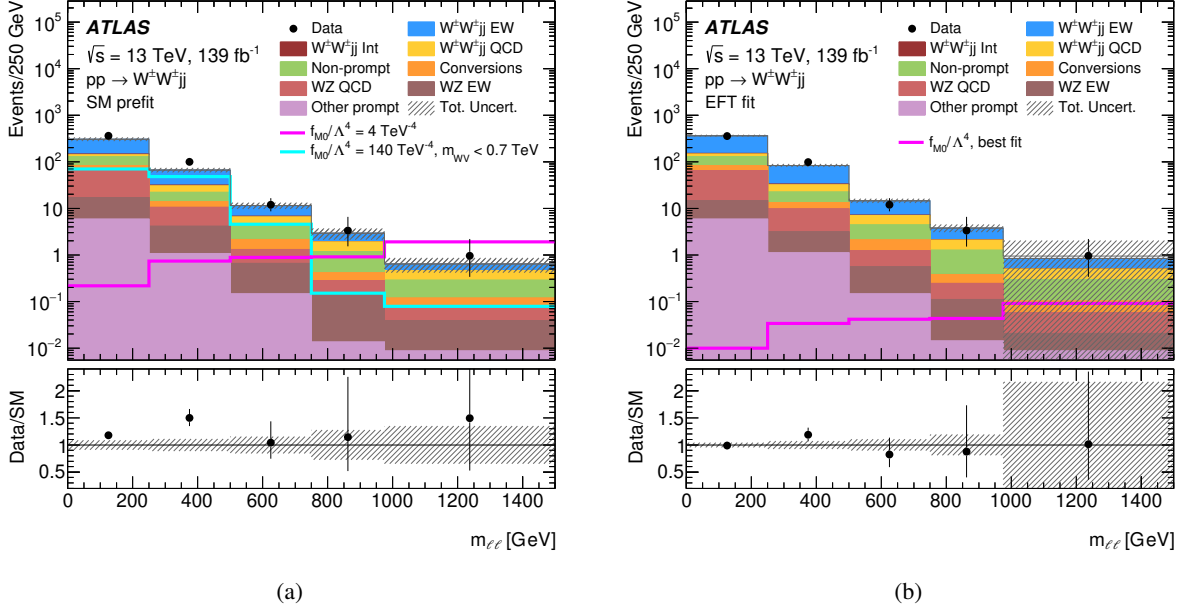 ATLAS
√s = 13 TeV, 139 fb⁻¹
pp → W±W±jj
SM prefit
Data
W±W±jj EW
W±W±jj Int
W±W±jj QCD
Non-prompt
Conversions
WZ QCD
WZ EW
Other prompt
Tot. Uncert.
f_M0/Λ⁴ = 4 TeV⁻⁴
f_M0/Λ⁴ = 140 TeV⁻⁴, m_WV < 0.7 TeV
Events/250 GeV
10⁵
10⁴
10³
10²
10
1
10⁻¹
10⁻²
Data/SM
2
1.5
1
0.5
0 200 400 600 800 1000 1200 1400
m_ℓℓ [GeV]
(a)
ATLAS
√s = 13 TeV, 139 fb⁻¹
pp → W±W±jj
EFT fit
Data
W±W±jj EW
W±W±jj Int
W±W±jj QCD
Non-prompt
Conversions
WZ QCD
WZ EW
Other prompt
Tot. Uncert.
f_M0/Λ⁴, best fit
Events/250 GeV
10⁵
10⁴
10³
10²
10
1
10⁻¹
10⁻²
Data/SM
2
1.5
1
0.5
0 200 400 600 800 1000 1200 1400
m_ℓℓ [GeV]
(b)